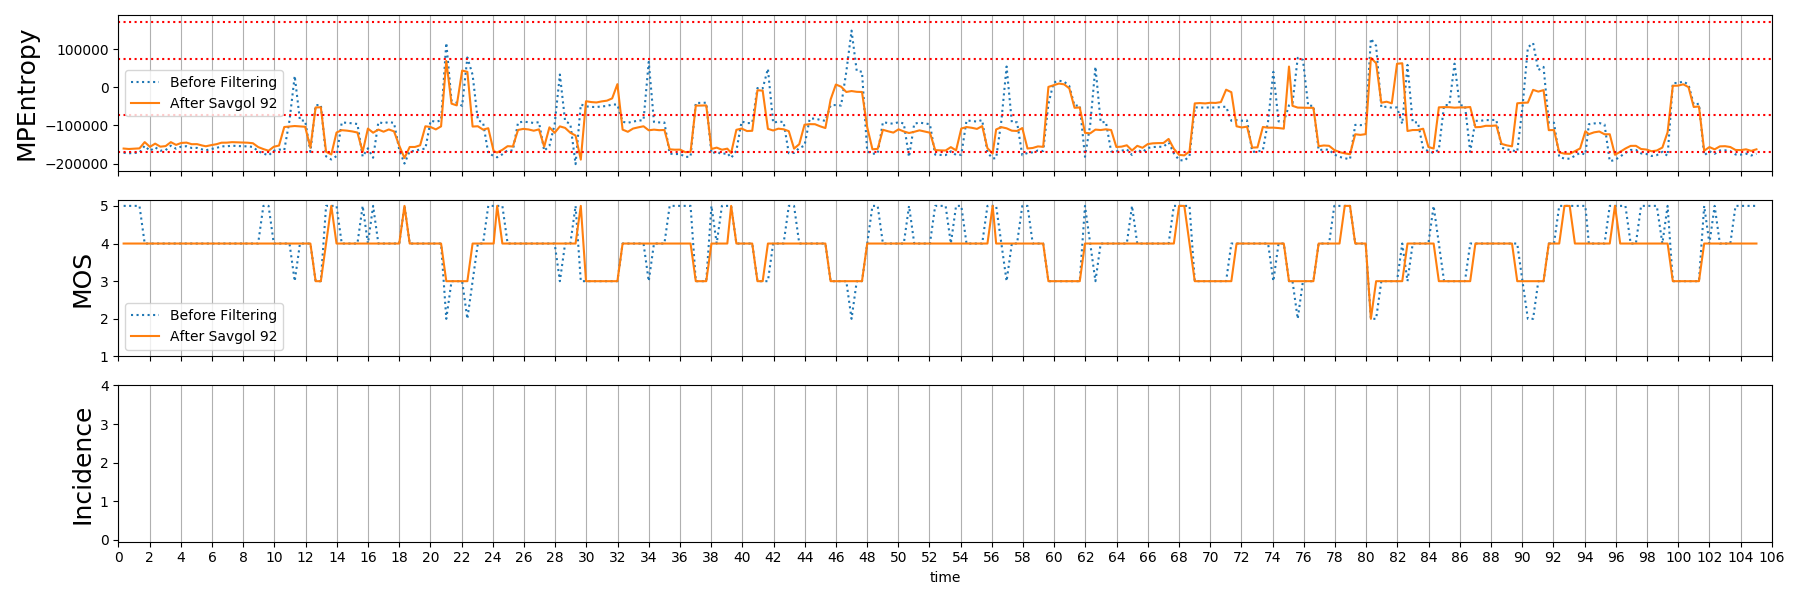 MPEntropy
100000
0
−100000
−200000
Before Filtering
After Savgol 92
MOS
5
4
3
2
1
Before Filtering
After Savgol 92
Incidence
4
3
2
1
0
0 2 4 6 8 10 12 14 16 18 20 22 24 26 28 30 32 34 36 38 40 42 44 46 48 50 52 54 56 58 60 62 64 66 68 70 72 74 76 78 80 82 84 86 88 90 92 94 96 98 100 102 104 106
time